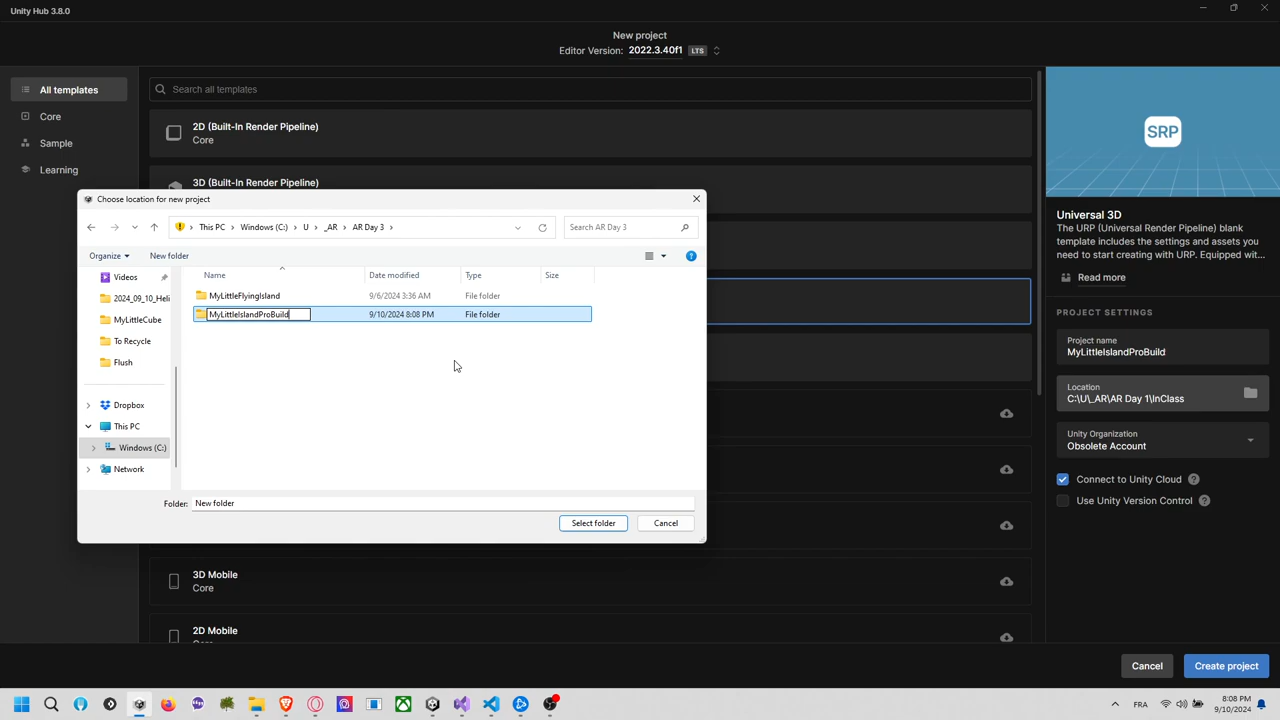 Unity Hub 3.8.0
New project
Editor Version: 2022.3.40f1 LTS
All templates
Core
Sample
Learning
Search all templates
2D (Built-In Render Pipeline)
Core
3D (Built-In Render Pipeline)
SRP
Universal 3D
The URP (Universal Render Pipeline) blank
template includes the settings and assets you
need to start creating with URP. Equipped wit...
Read more
PROJECT SETTINGS
Project name
MyLittleIslandProBuild
Location
C:\U\_AR\AR Day 1\InClass
Unity Organization
Obsolete Account
Connect to Unity Cloud ?
Use Unity Version Control ?
Choose location for new project
This PC > Windows (C:) > U > _AR > AR Day 3 >
Search AR Day 3
Organize
New folder
?
Name
Date modified
Type
Size
Videos
2024_09_10_Heli
MyLittleCube
To Recycle
Flush
Dropbox
This PC
Windows (C:)
Network
MyLittleFlyingIsland 9/6/2024 3:36 AM File folder
MyLittleIslandProBuild 9/10/2024 8:08 PM File folder
Folder: New folder
Select folder
Cancel
3D Mobile
Core
2D Mobile
Cancel
Create project
FRA
8:08 PM
9/10/2024